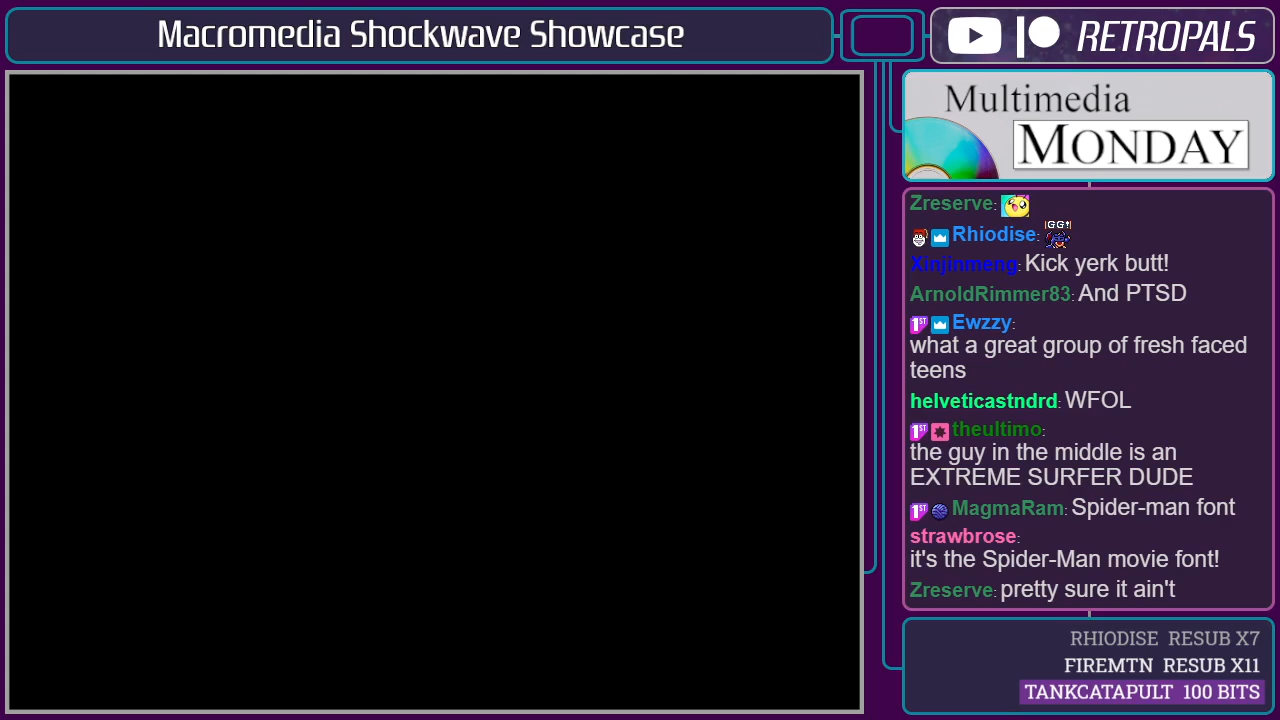 Macromedia Shockwave Showcase
RETROPALS
Multimedia
MONDAY
Zreserve:
Rhiodise: GG!
Xinjinmeng: Kick yerk butt!
ArnoldRimmer83: And PTSD
1ST Ewzzy:
what a great group of fresh faced
teens
helveticastndrd: WFOL
1ST theultimo:
the guy in the middle is an
EXTREME SURFER DUDE
1ST MagmaRam: Spider-man font
strawbrose:
it's the Spider-Man movie font!
Zreserve: pretty sure it ain't
RHIODISE RESUB X7
FIREMTN RESUB X11
TANKCATAPULT 100 BITS